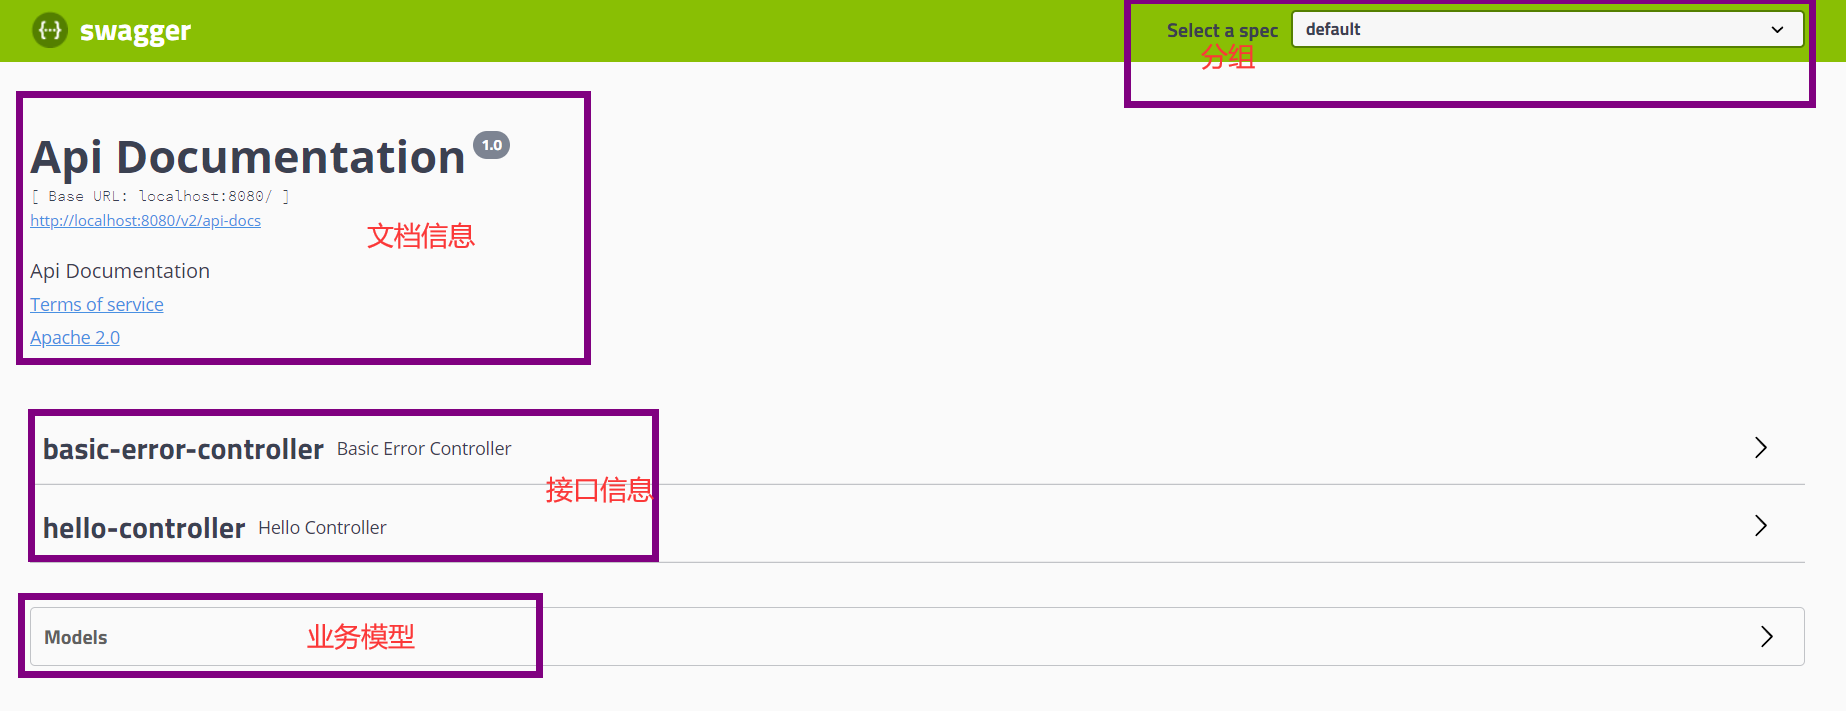 swagger
Select a spec default
分组
Api Documentation 1.0
[ Base URL: localhost:8080/ ]
http://localhost:8080/v2/api-docs
文档信息
Api Documentation
Terms of service
Apache 2.0
basic-error-controller Basic Error Controller
接口信息
hello-controller Hello Controller
Models 业务模型